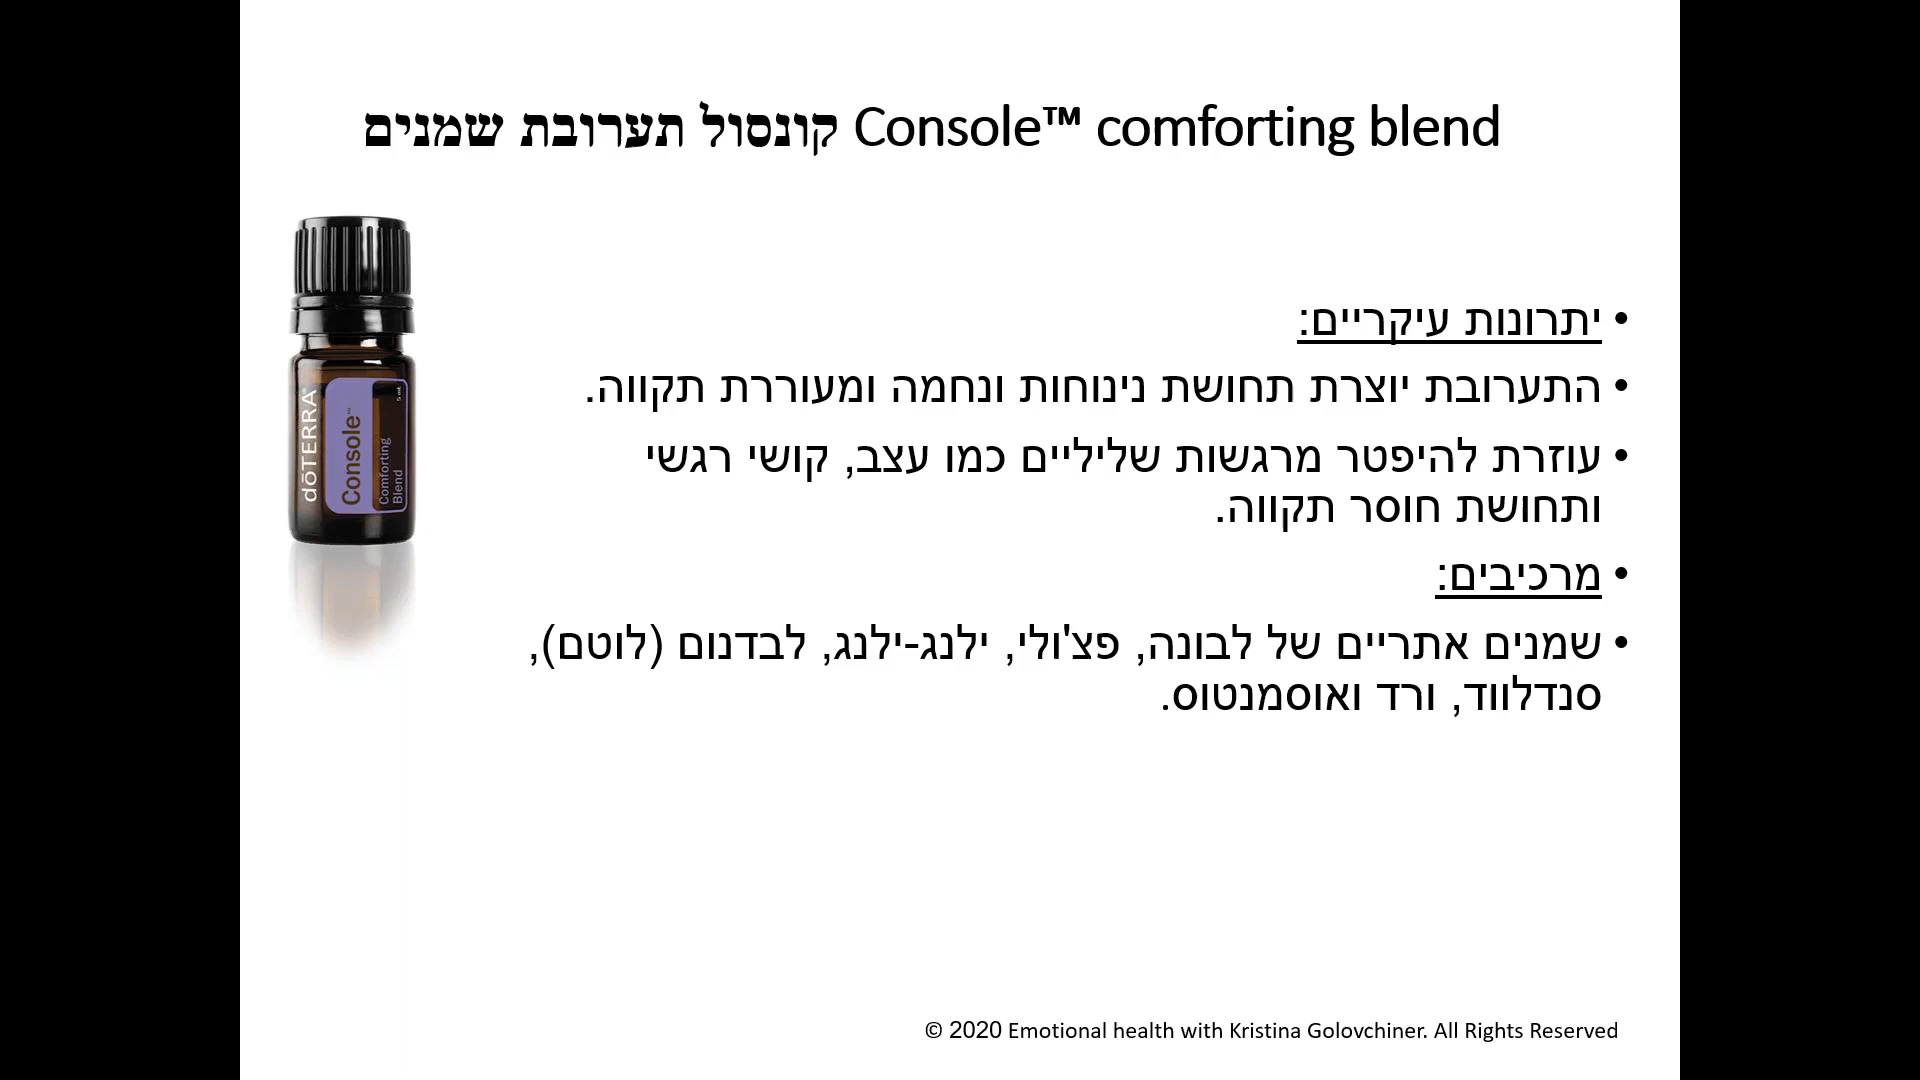 קונסול תערובת שמנים Console™ comforting blend
• יתרונות עיקריים:
• התערובת יוצרת תחושת נינוחות ונחמה ומעוררת תקווה.
• עוזרת להיפטר מרגשות שליליים כמו עצב, קושי רגשי
ותחושת חוסר תקווה.
• מרכיבים:
• שמנים אתריים של לבונה, פצ'ולי, ילנג-ילנג, לבדנום (לוטם),
סנדלווד, ורד ואוסמנטוס.
dōTERRA®
Console™
Comforting
Blend
5 mL
© 2020 Emotional health with Kristina Golovchiner. All Rights Reserved